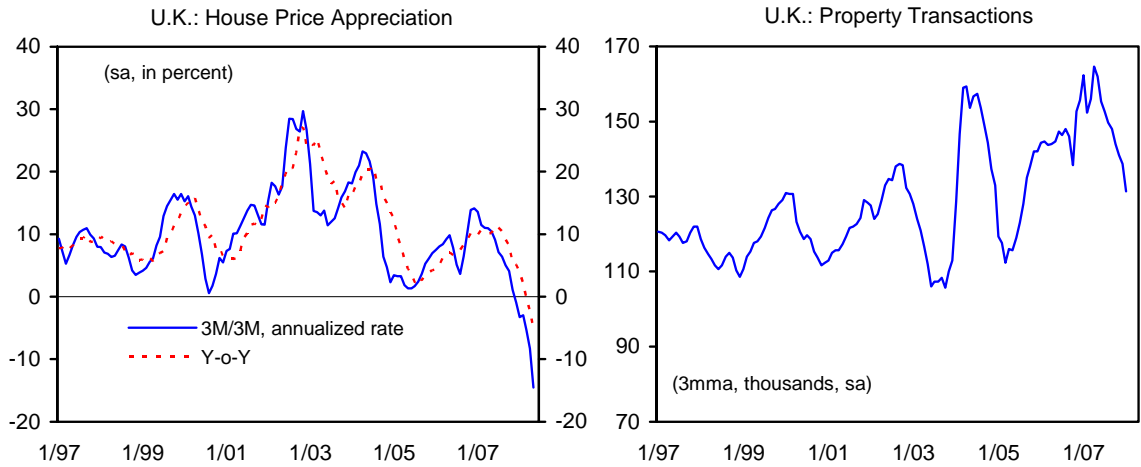 U.K.: House Price Appreciation
40
30
20
10
0
-10
-20
40
30
20
10
0
-10
-20
(sa, in percent)
3M/3M, annualized rate
Y-o-Y
1/97 1/99 1/01 1/03 1/05 1/07
U.K.: Property Transactions
170
150
130
110
90
70
(3mma, thousands, sa)
1/97 1/99 1/01 1/03 1/05 1/07